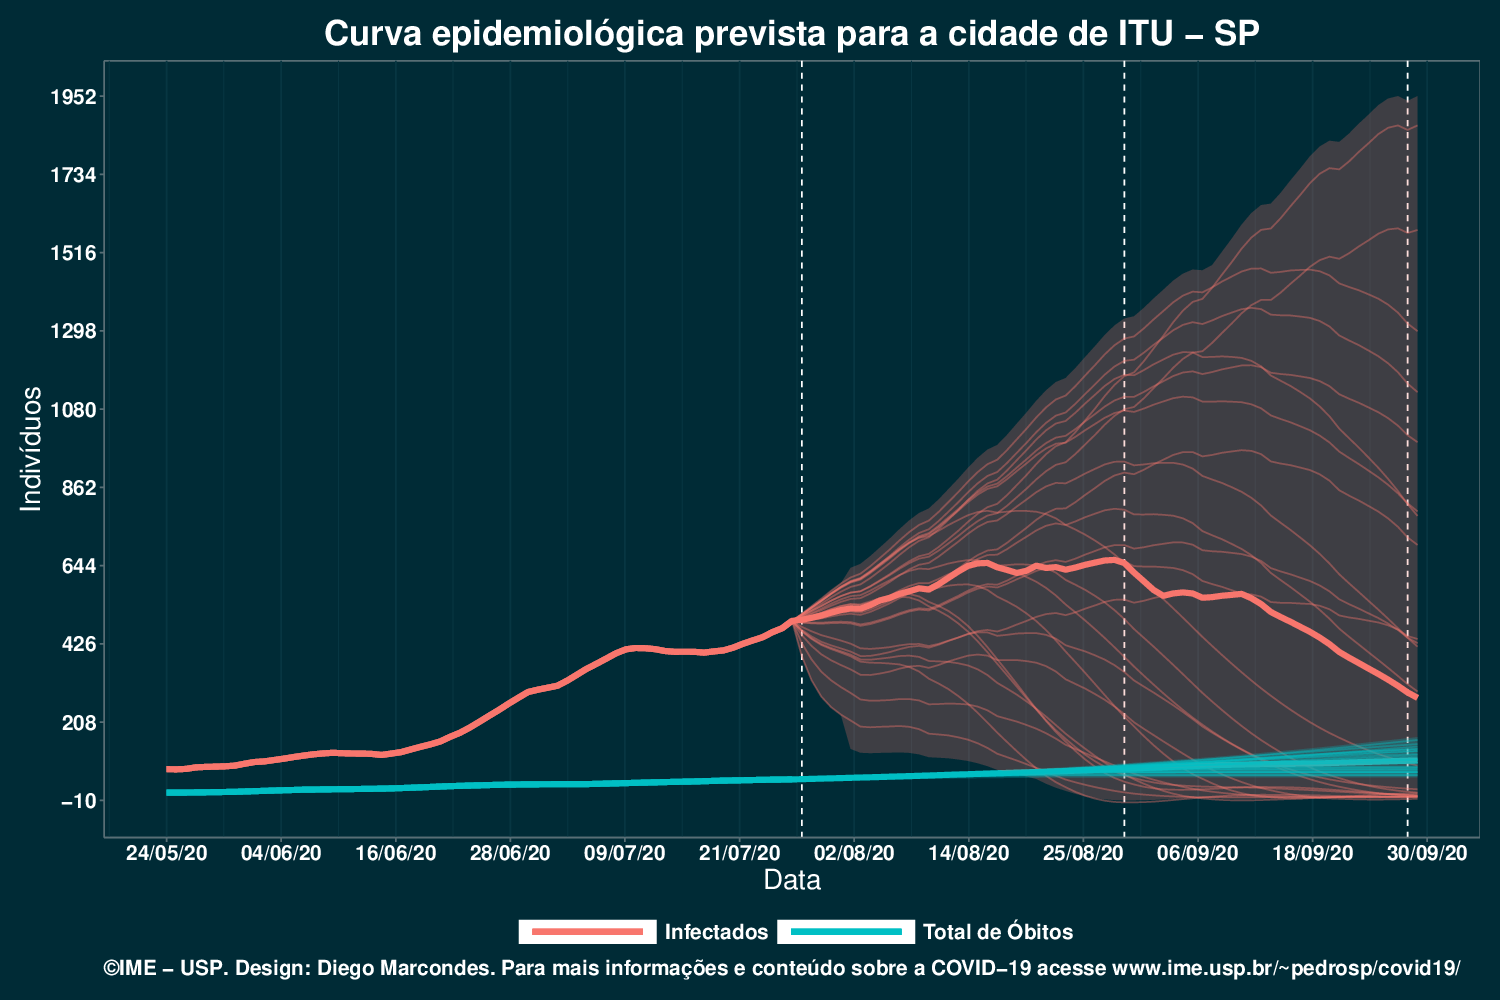 Curva epidemiológica prevista para a cidade de ITU – SP
1952
1734
1516
1298
1080
862
644
426
208
−10
Indivíduos
24/05/20 04/06/20 16/06/20 28/06/20 09/07/20 21/07/20 02/08/20 14/08/20 25/08/20 06/09/20 18/09/20 30/09/20
Data
Infectados Total de Óbitos
©IME − USP. Design: Diego Marcondes. Para mais informações e conteúdo sobre a COVID−19 acesse www.ime.usp.br/~pedrosp/covid19/